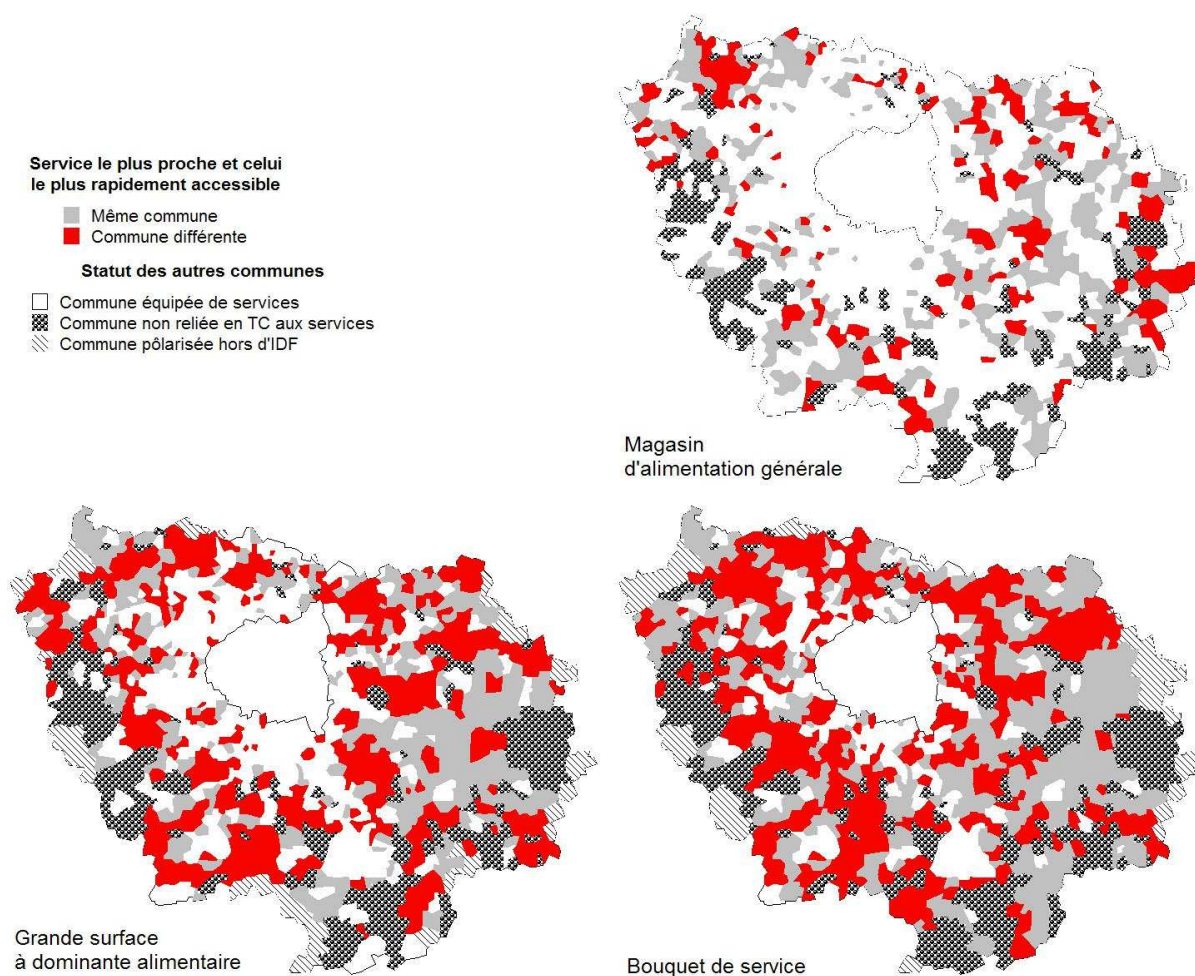 Service le plus proche et celui
le plus rapidement accessible
Même commune
Commune différente
Statut des autres communes
Commune équipée de services
Commune non reliée en TC aux services
Commune pôlarisée hors d'IDF
Magasin
d'alimentation générale
Grande surface
à dominante alimentaire
Bouquet de service